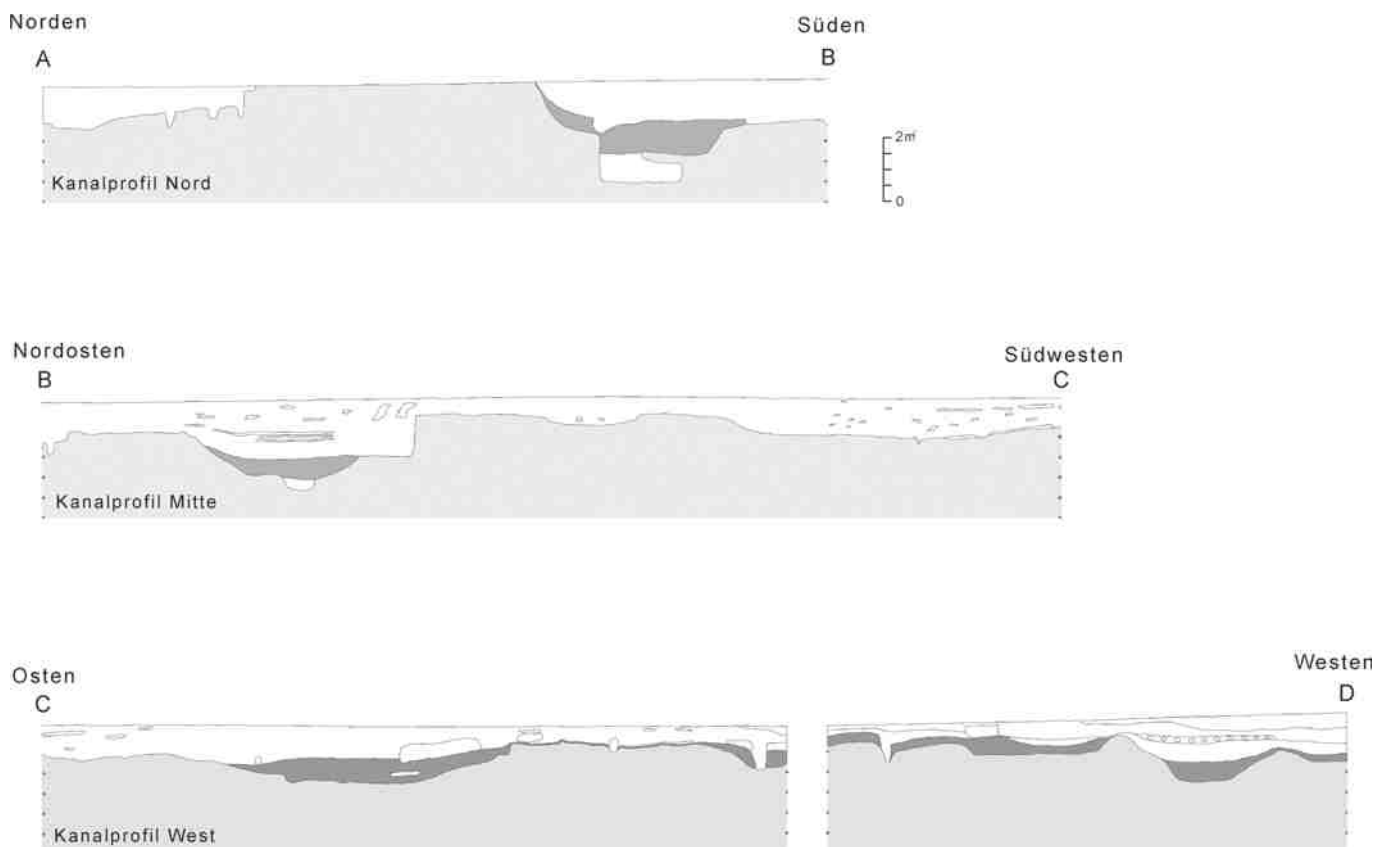 Norden
Süden
A
B
2m
0
Kanalprofil Nord
Nordosten
Südwesten
B
C
Kanalprofil Mitte
Osten
Westen
C
D
Kanalprofil West